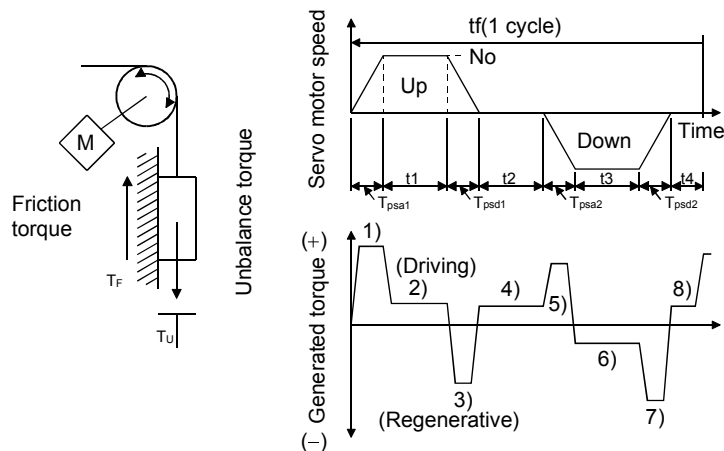 M
Friction
torque
TF
TU
Unbalance torque
Servo motor speed
tf(1 cycle)
No
Up
Down
Time
t1
t2
t3
t4
Tpsa1
Tpsd1
Tpsa2
Tpsd2
Generated torque
(+)
(−)
1)
(Driving)
2)
3)
(Regenerative)
4)
5)
6)
7)
8)
Time